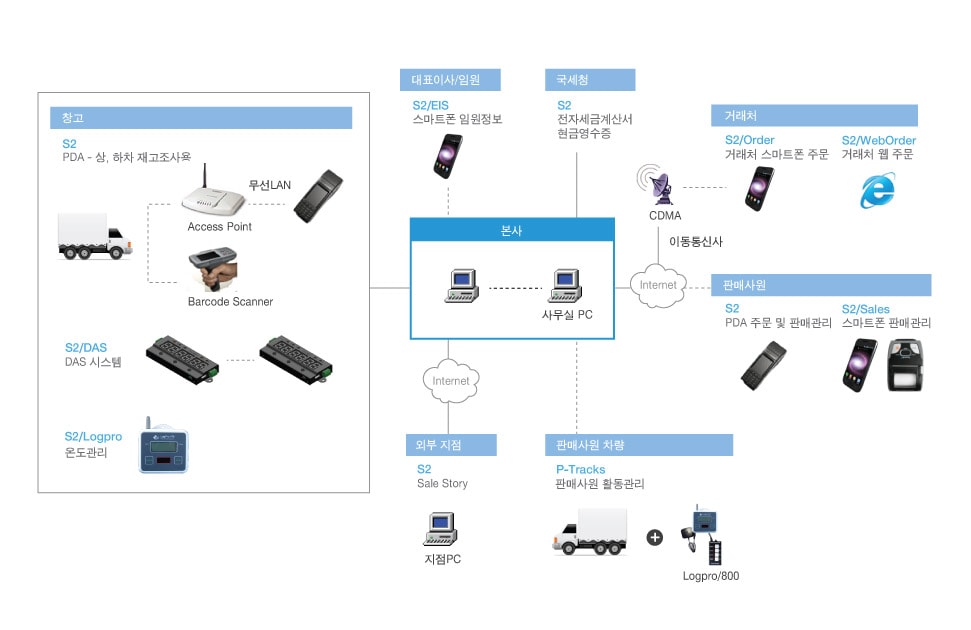 대표이사/임원
S2/EIS
스마트폰 임원정보
국세청
S2
전자세금계산서
현금영수증
창고
S2
PDA - 상, 하차 재고조사용
무선LAN
Access Point
Barcode Scanner
S2/DAS
DAS 시스템
S2/Logpro
온도관리
본사
사무실 PC
CDMA
이동통신사
Internet
거래처
S2/Order
거래처 스마트폰 주문
S2/WebOrder
거래처 웹 주문
판매사원
S2
PDA 주문 및 판매관리
S2/Sales
스마트폰 판매관리
Internet
외부 지점
S2
Sale Story
지점PC
판매사원 차량
P-Tracks
판매사원 활동관리
Logpro/800